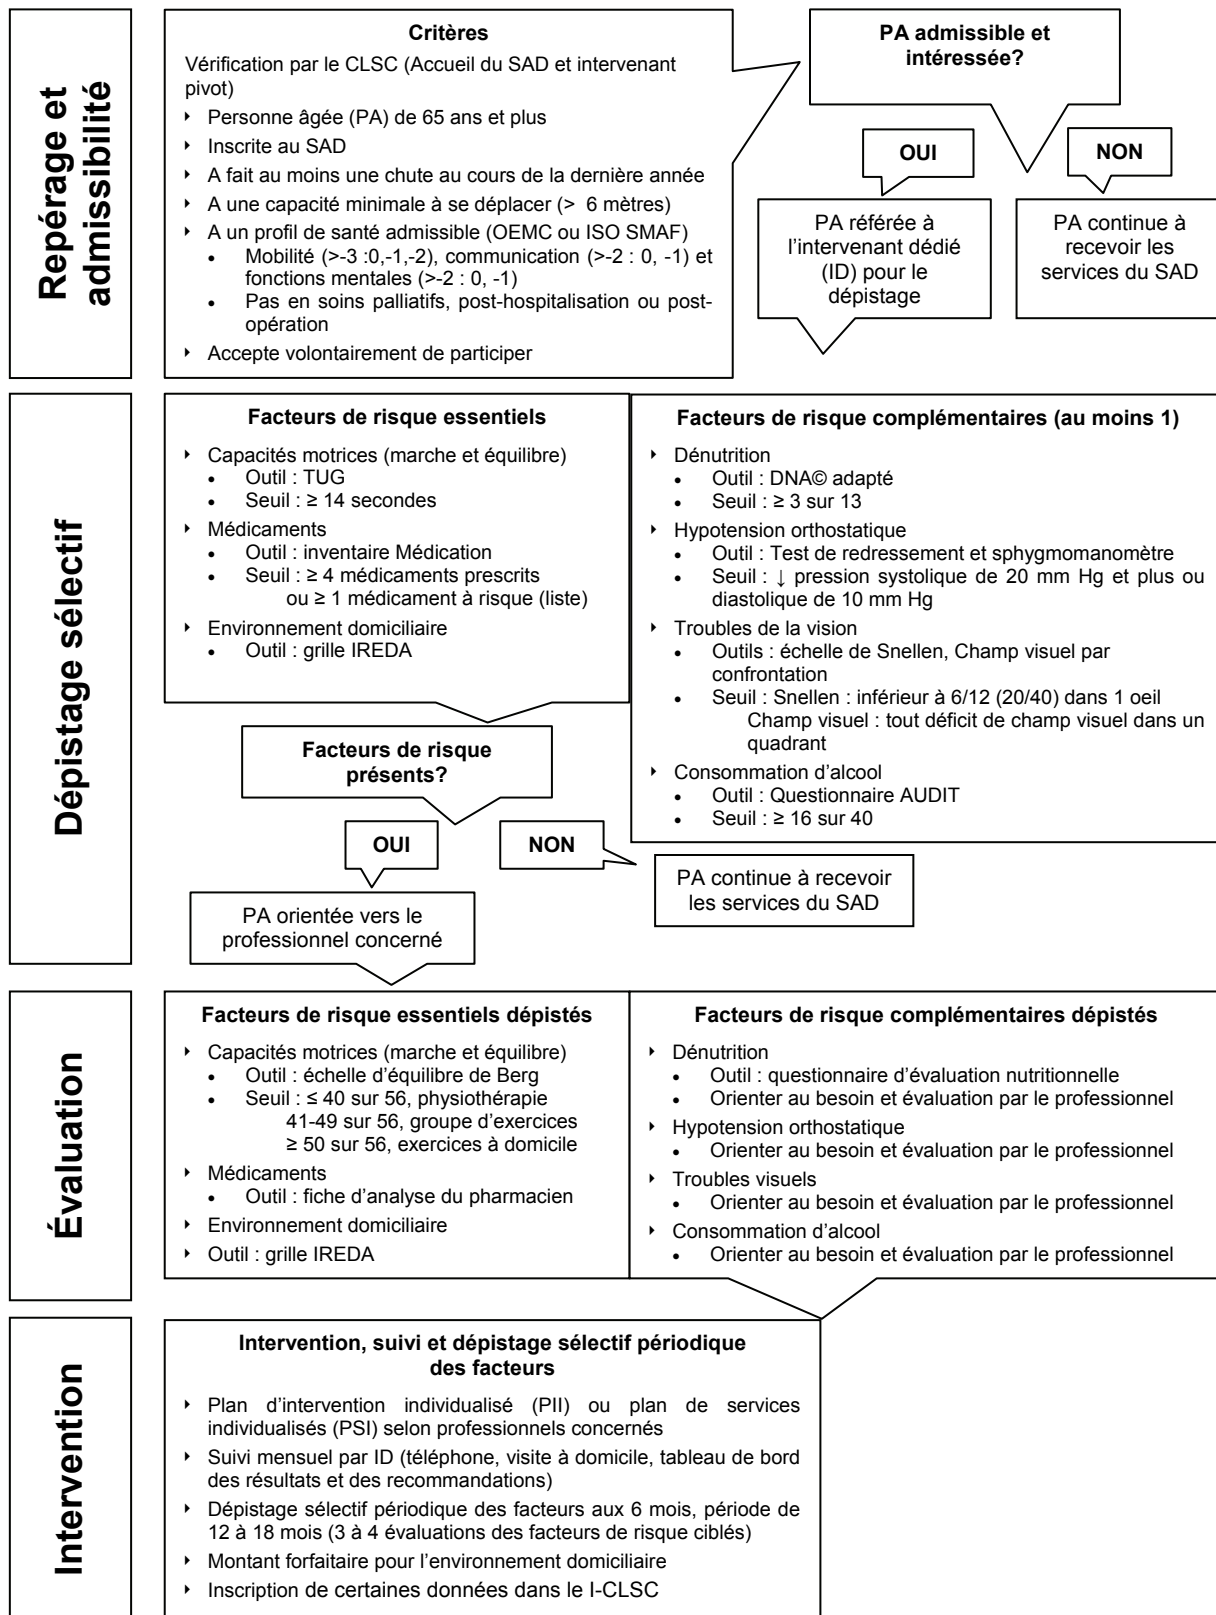 Repérage et
admissibilité
Critères
Vérification par le CLSC (Accueil du SAD et intervenant
pivot)
‣ Personne âgée (PA) de 65 ans et plus
‣ Inscrite au SAD
‣ A fait au moins une chute au cours de la dernière année
‣ A une capacité minimale à se déplacer (> 6 mètres)
‣ A un profil de santé admissible (OEMC ou ISO SMAF)
• Mobilité (>-3 :0,-1,-2), communication (>-2 : 0, -1) et
fonctions mentales (>-2 : 0, -1)
• Pas en soins palliatifs, post-hospitalisation ou post-
opération
‣ Accepte volontairement de participer
PA admissible et
intéressée?
OUI
NON
PA référée à
l’intervenant dédié
(ID) pour le
dépistage
PA continue à
recevoir les
services du SAD
Dépistage sélectif
Facteurs de risque essentiels
‣ Capacités motrices (marche et équilibre)
• Outil : TUG
• Seuil : ≥ 14 secondes
‣ Médicaments
• Outil : inventaire Médication
• Seuil : ≥ 4 médicaments prescrits
ou ≥ 1 médicament à risque (liste)
‣ Environnement domiciliaire
• Outil : grille IREDA
Facteurs de risque complémentaires (au moins 1)
‣ Dénutrition
• Outil : DNA© adapté
• Seuil : ≥ 3 sur 13
‣ Hypotension orthostatique
• Outil : Test de redressement et sphygmomanomètre
• Seuil : ↓ pression systolique de 20 mm Hg et plus ou
diastolique de 10 mm Hg
‣ Troubles de la vision
• Outils : échelle de Snellen, Champ visuel par
confrontation
• Seuil : Snellen : inférieur à 6/12 (20/40) dans 1 oeil
Champ visuel : tout déficit de champ visuel dans un
quadrant
‣ Consommation d’alcool
• Outil : Questionnaire AUDIT
• Seuil : ≥ 16 sur 40
Facteurs de risque
présents?
OUI
NON
PA orientée vers le
professionnel concerné
PA continue à recevoir
les services du SAD
Évaluation
Facteurs de risque essentiels dépistés
‣ Capacités motrices (marche et équilibre)
• Outil : échelle d’équilibre de Berg
• Seuil : ≤ 40 sur 56, physiothérapie
41-49 sur 56, groupe d’exercices
≥ 50 sur 56, exercices à domicile
‣ Médicaments
• Outil : fiche d’analyse du pharmacien
‣ Environnement domiciliaire
‣ Outil : grille IREDA
Facteurs de risque complémentaires dépistés
‣ Dénutrition
• Outil : questionnaire d’évaluation nutritionnelle
• Orienter au besoin et évaluation par le professionnel
‣ Hypotension orthostatique
• Orienter au besoin et évaluation par le professionnel
‣ Troubles visuels
• Orienter au besoin et évaluation par le professionnel
‣ Consommation d’alcool
• Orienter au besoin et évaluation par le professionnel
Intervention
Intervention, suivi et dépistage sélectif périodique
des facteurs
‣ Plan d’intervention individualisé (PII) ou plan de services
individualisés (PSI) selon professionnels concernés
‣ Suivi mensuel par ID (téléphone, visite à domicile, tableau de bord
des résultats et des recommandations)
‣ Dépistage sélectif périodique des facteurs aux 6 mois, période de
12 à 18 mois (3 à 4 évaluations des facteurs de risque ciblés)
‣ Montant forfaitaire pour l’environnement domiciliaire
‣ Inscription de certaines données dans le I-CLSC